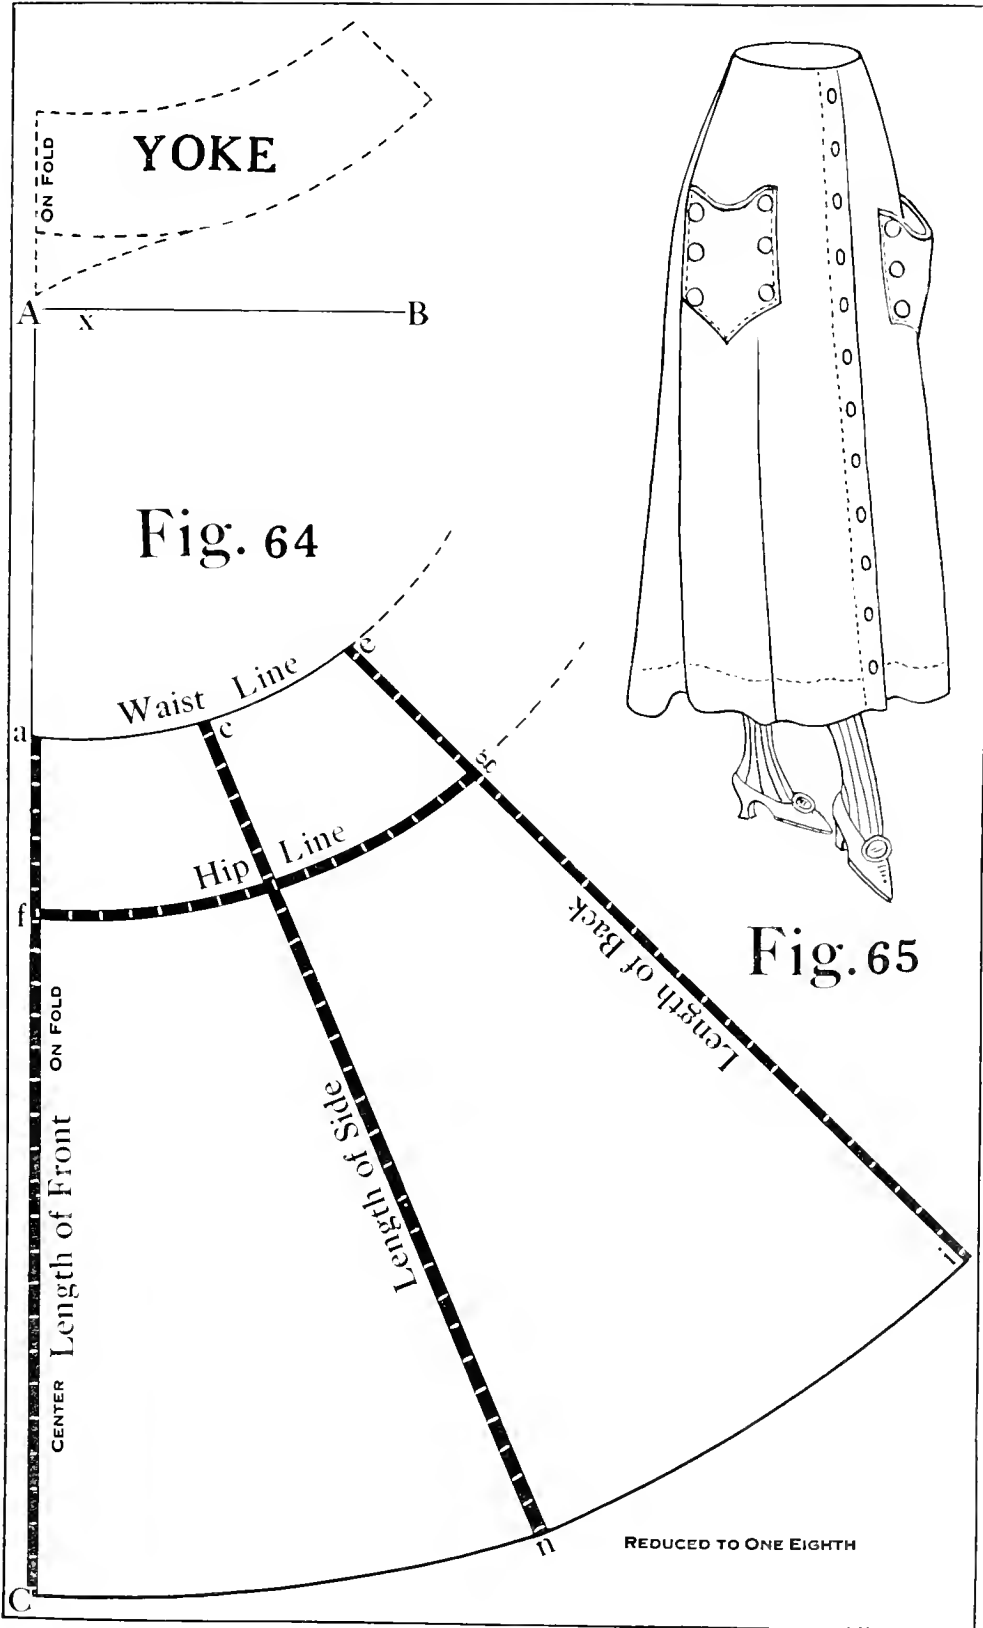 YOKE
ON FOLD
A
x
B
Fig. 64
Waist Line
a
c
e
g
Hip Line
f
Length of Back
Fig. 65
ON FOLD
Length of Side
Length of Front
CENTER
i
n
REDUCED TO ONE EIGHTH
C